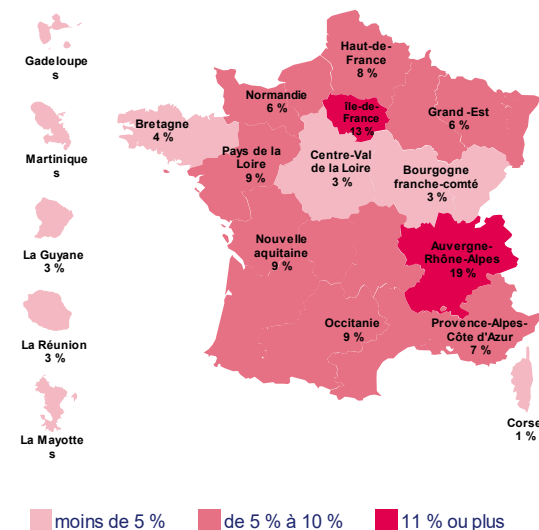 Gadeloupe
s
Martinique
s
La Guyane
3 %
La Réunion
3 %
La Mayotte
s
Haut-de-
France
8 %
Normandie
6 %
Ile-de-
France
13 %
Grand -Est
6 %
Bretagne
4 %
Pays de la
Loire
9 %
Centre-Val
de la Loire
3 %
Bourgogne
franche-comté
3 %
Nouvelle
aquitaine
9 %
Auvergne-
Rhône-Alpes
19 %
Occitanie
9 %
Provence-Alpes-
Côte d'Azur
7 %
Corse
1 %
moins de 5 %
de 5 % à 10 %
11 % ou plus